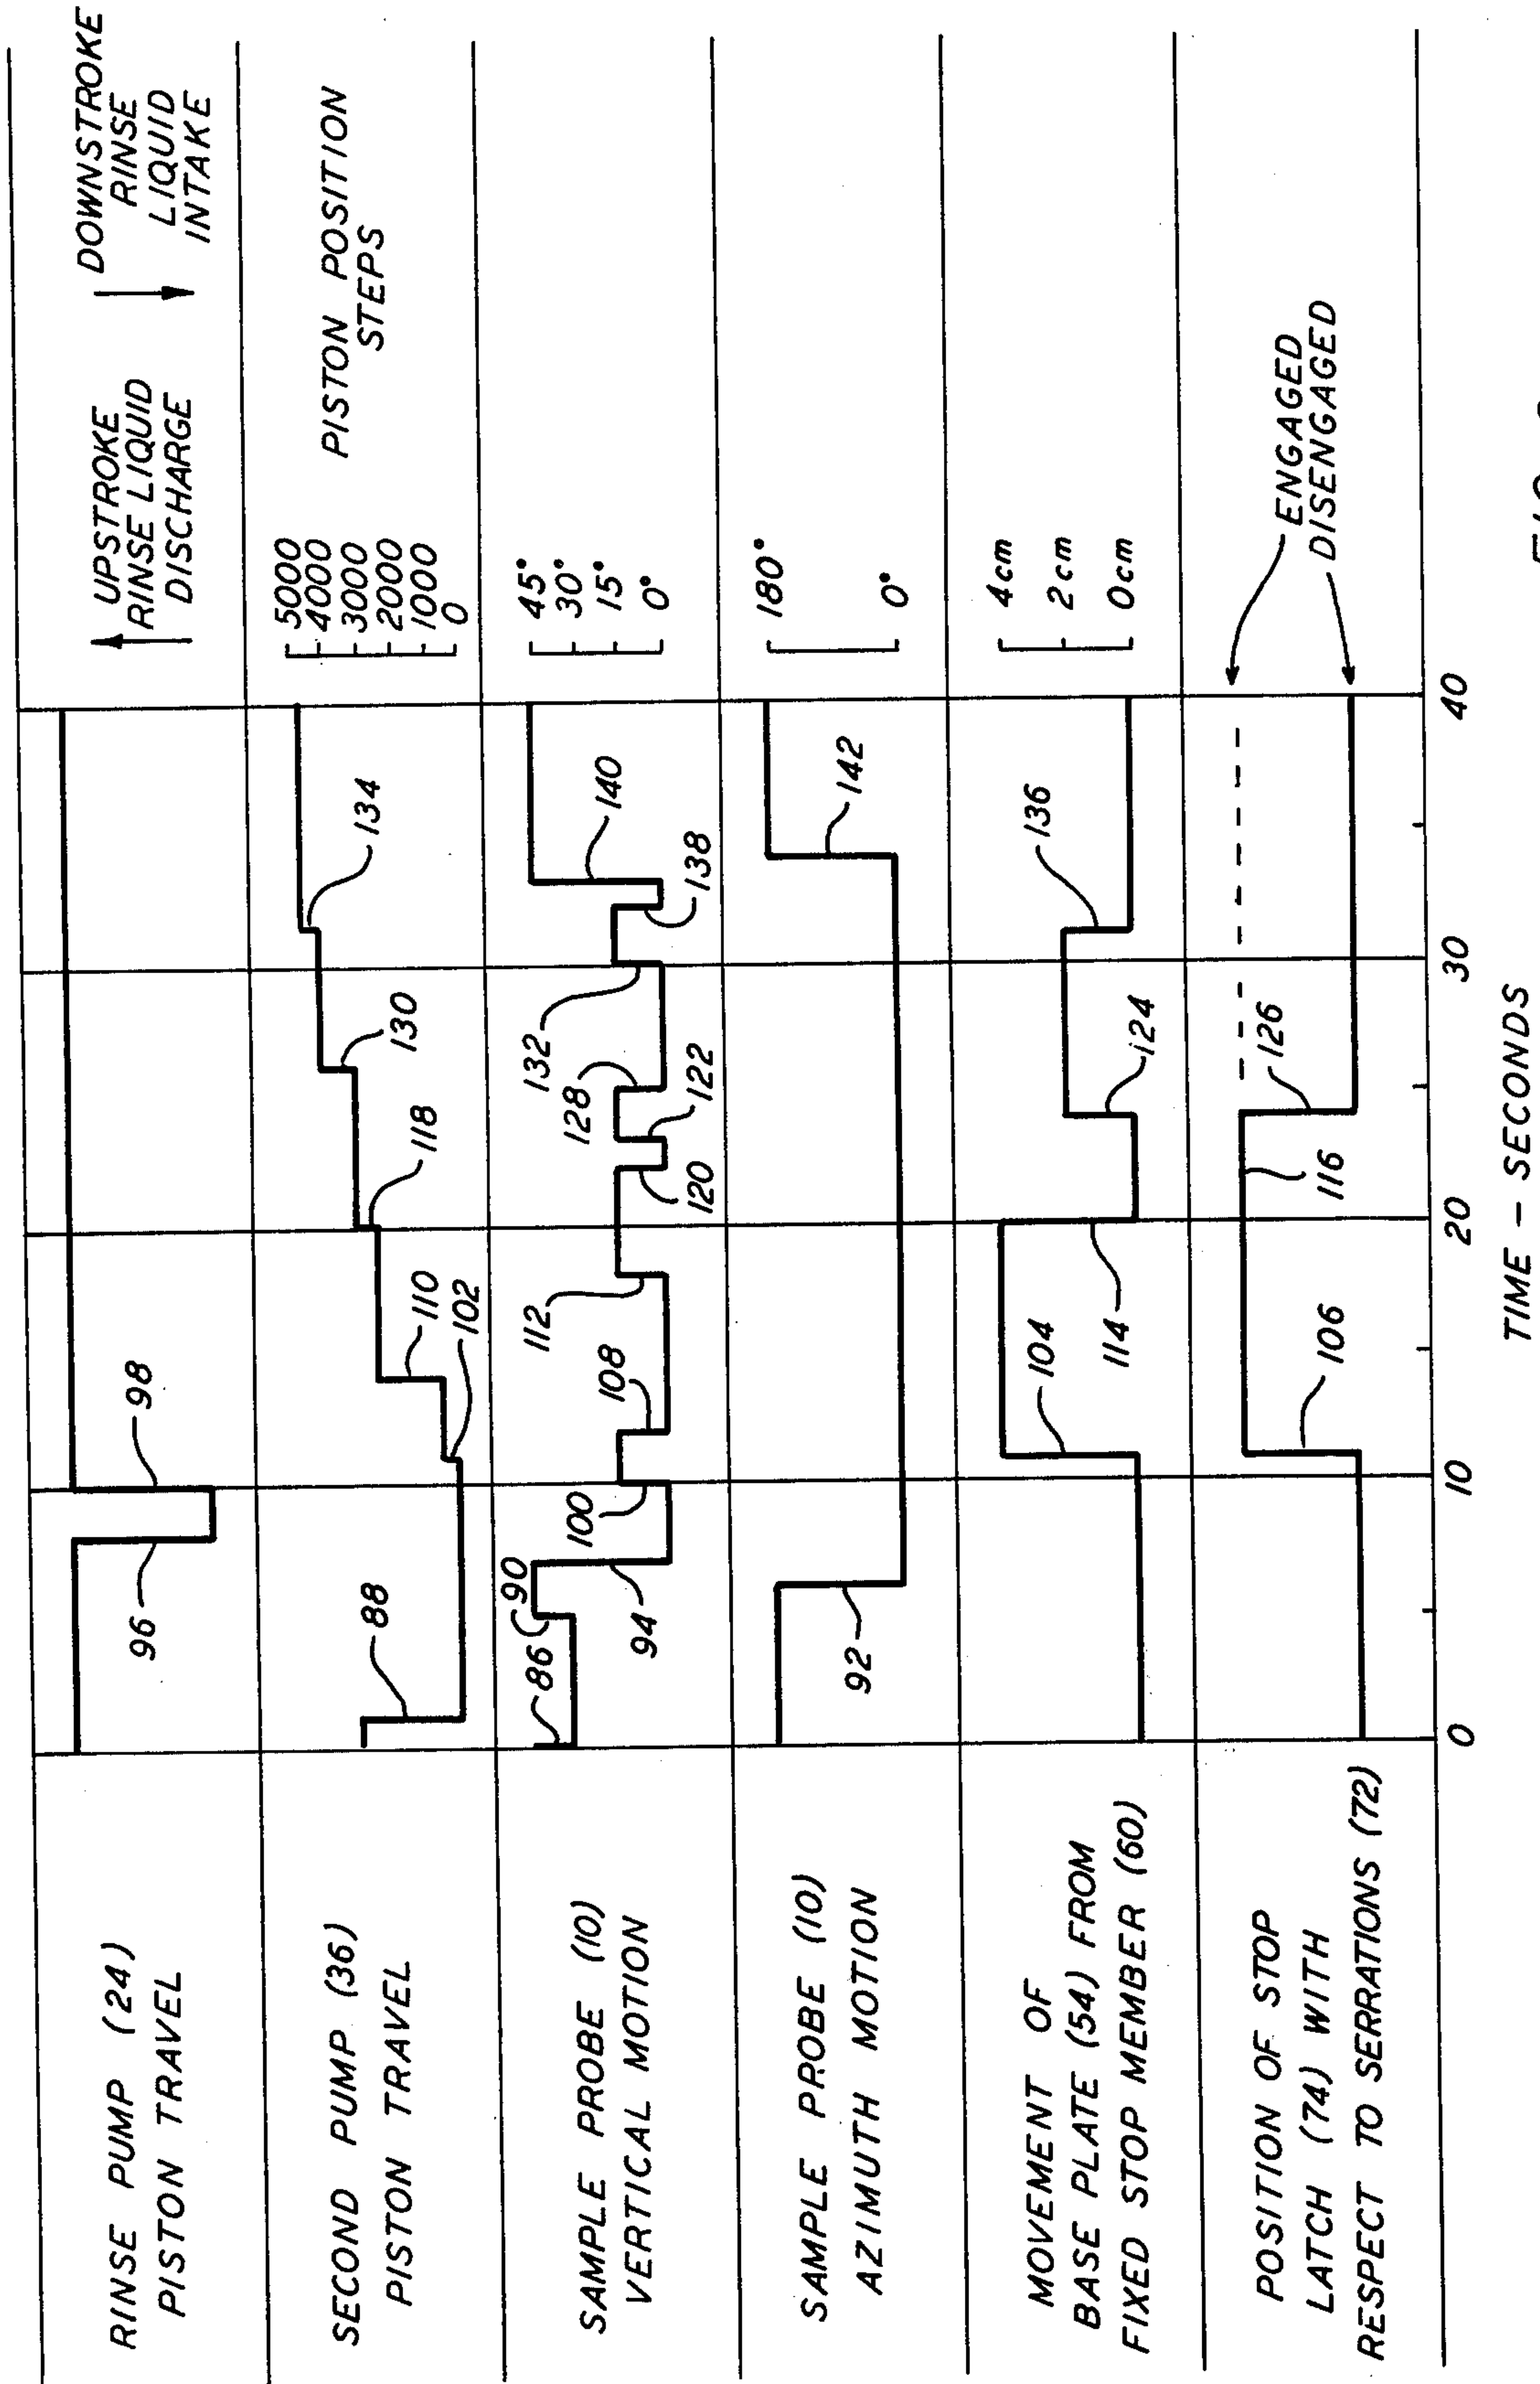 UPSTROKE
RINSE LIQUID
DISCHARGE
DOWNSTROKE
RINSE
LIQUID
INTAKE
RINSE PUMP (24)
PISTON TRAVEL
96
98
SECOND PUMP (36)
PISTON TRAVEL
88
102
110
118
130
134
5000
4000
3000
2000
1000
0
PISTON POSITION
STEPS
SAMPLE PROBE (10)
VERTICAL MOTION
86
90
94
100
108
112
120
122
128
132
138
140
45°
30°
15°
0°
SAMPLE PROBE (10)
AZIMUTH MOTION
92
142
180°
0°
MOVEMENT OF
BASE PLATE (54) FROM
FIXED STOP MEMBER (60)
104
114
124
136
4cm
2cm
0cm
POSITION OF STOP
LATCH (74) WITH
RESPECT TO SERRATIONS (72)
106
116
126
ENGAGED
DISENGAGED
0
10
20
30
40
TIME – SECONDS